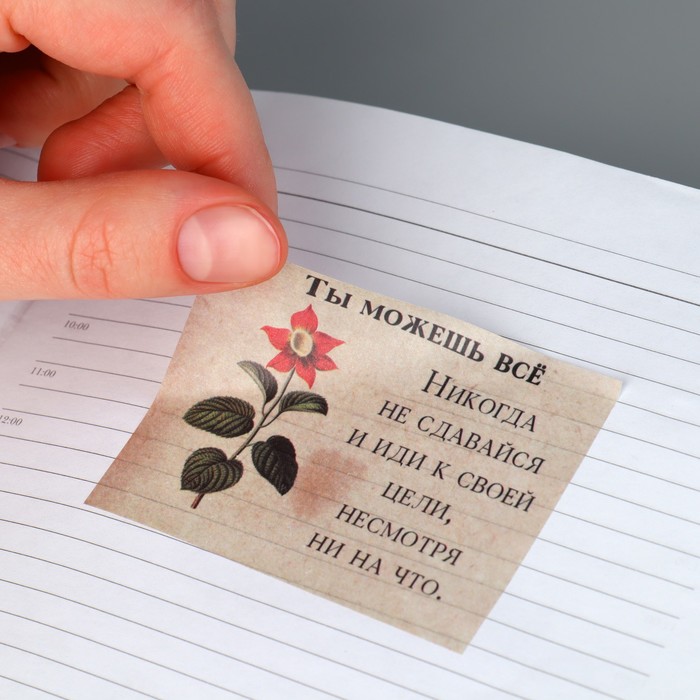 10:00
11:00
12:00
Ты можешь всё
Никогда
не сдавайся
и иди к своей
цели,
несмотря
ни на что.